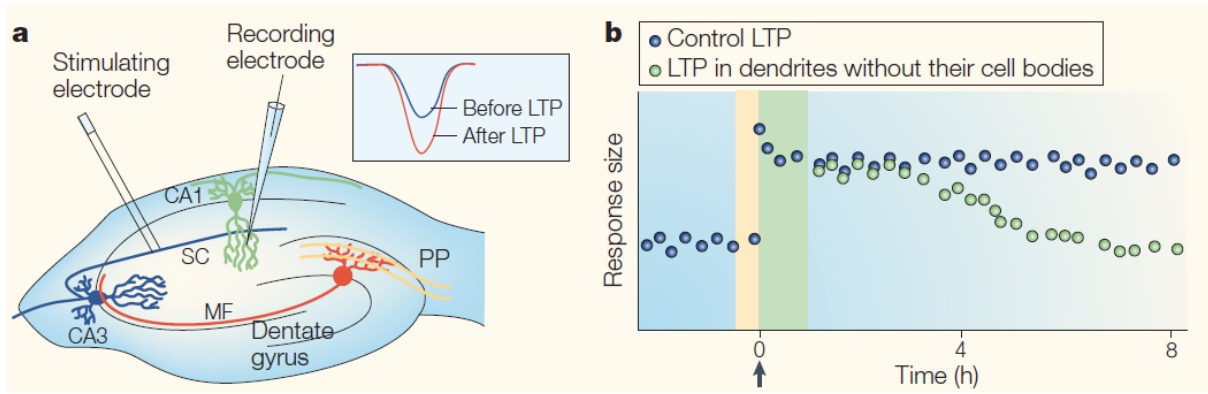 a
Stimulating
electrode
Recording
electrode
Before LTP
After LTP
CA1
SC
PP
MF
CA3
Dentate
gyrus
b
Control LTP
LTP in dendrites without their cell bodies
Response size
0
4
8
Time (h)